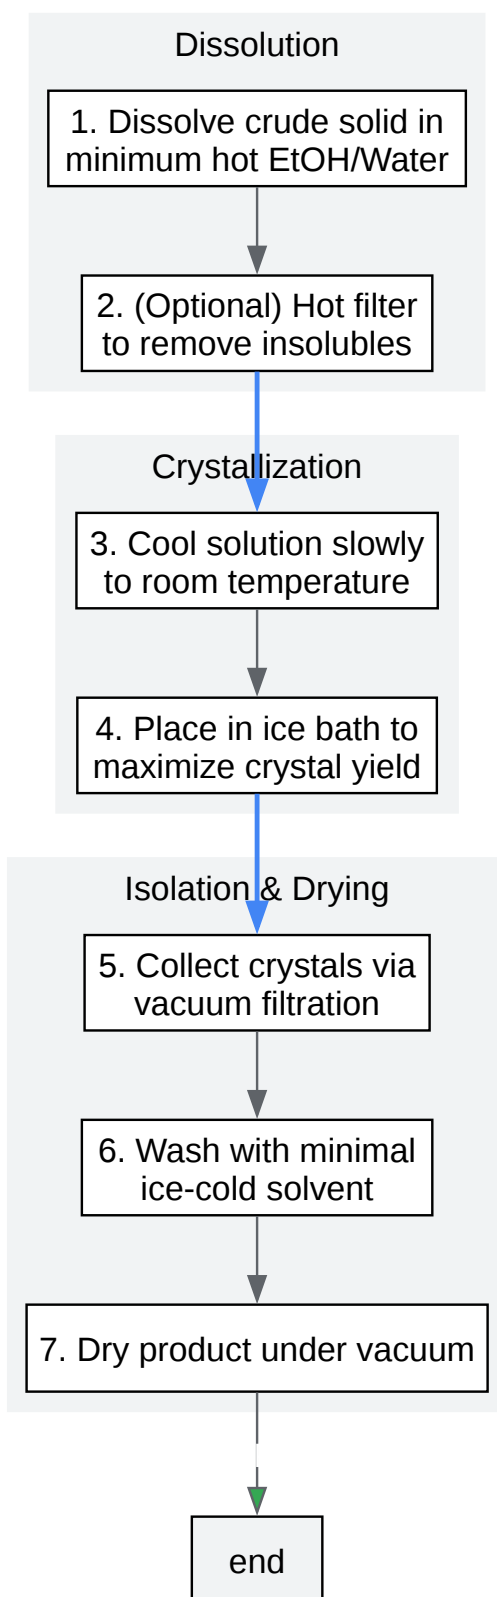 Dissolution
1. Dissolve crude solid in
minimum hot EtOH/Water
2. (Optional) Hot filter
to remove insolubles
Crystallization
3. Cool solution slowly
to room temperature
4. Place in ice bath to
maximize crystal yield
Isolation & Drying
5. Collect crystals via
vacuum filtration
6. Wash with minimal
ice-cold solvent
7. Dry product under vacuum
end